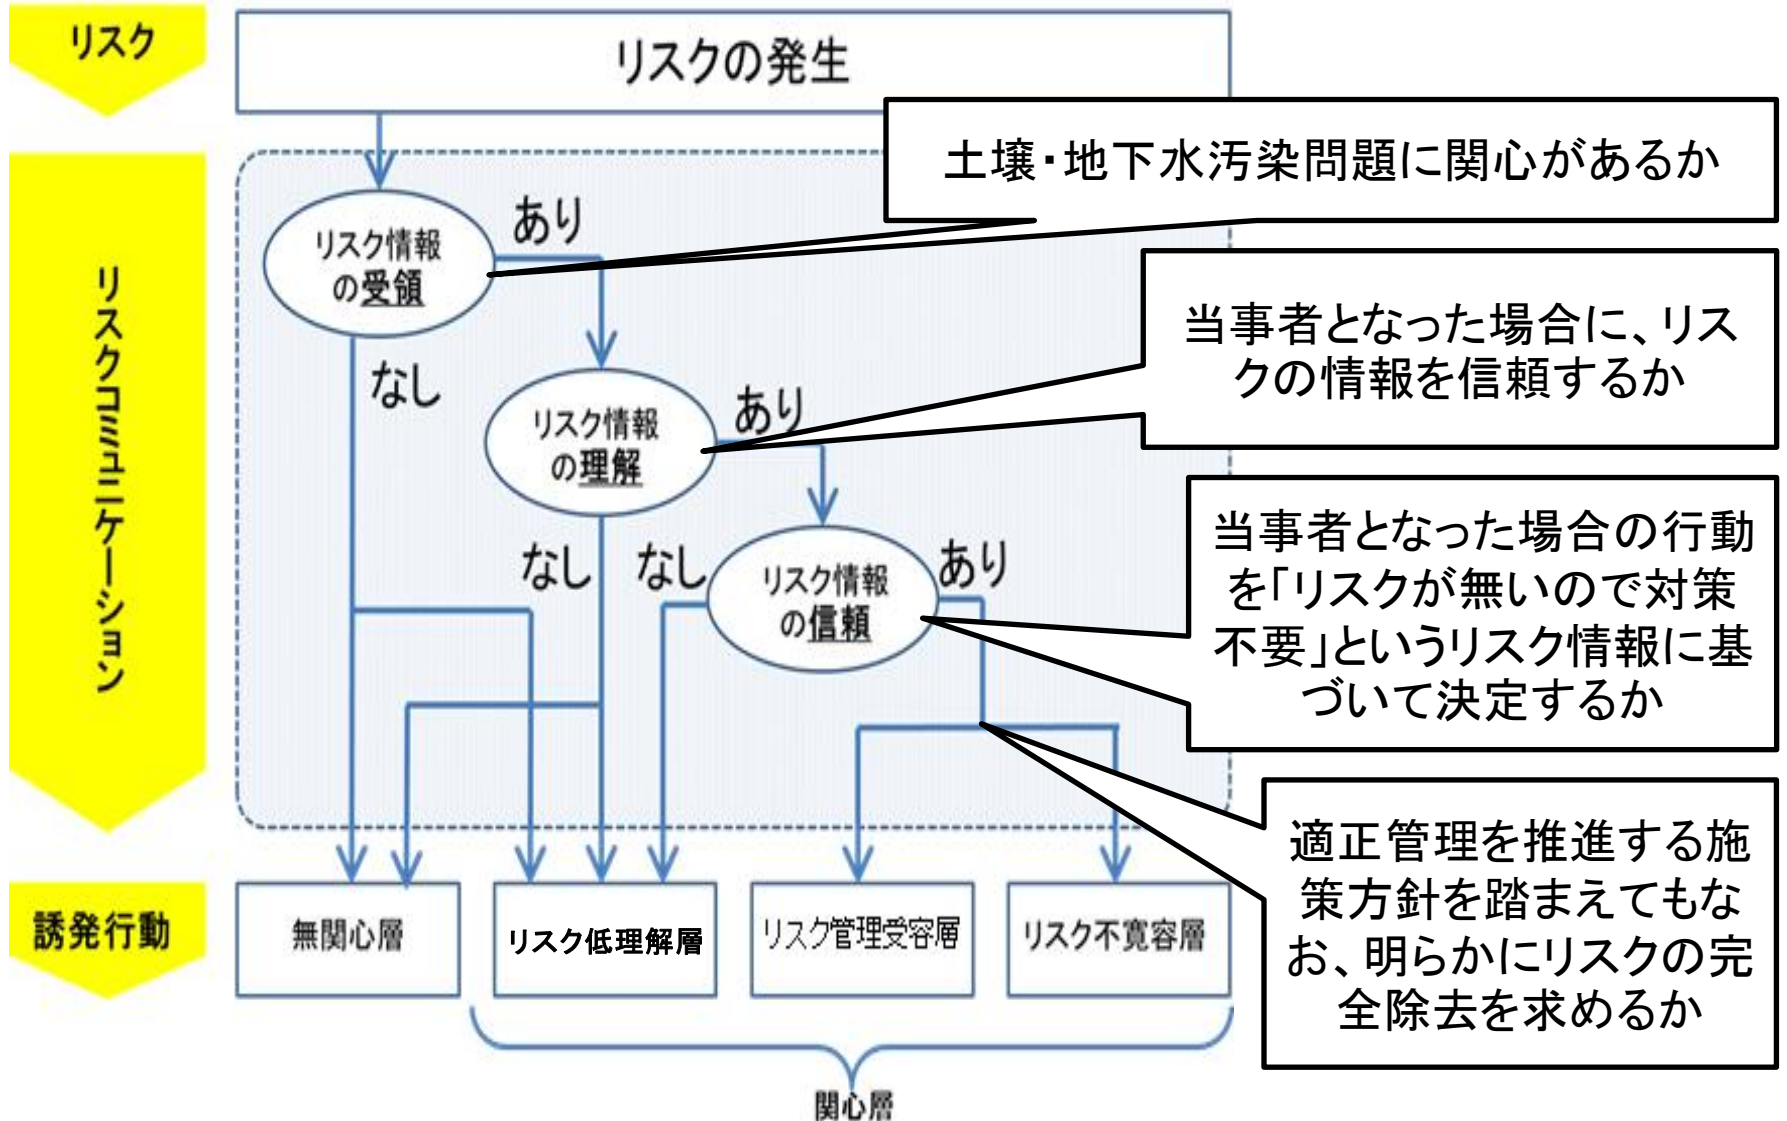 リスク
リスクの発生
土壌・地下水汚染問題に関心があるか
リスクコミュニケーション
リスク情報
の受領
あり
なし
当事者となった場合に、リス
クの情報を信頼するか
リスク情報
の理解
あり
なし
当事者となった場合の行動
を「リスクが無いので対策
不要」というリスク情報に基
づいて決定するか
なし
リスク情報
の信頼
あり
適正管理を推進する施
策方針を踏まえてもな
お、明らかにリスクの完
全除去を求めるか
誘発行動
無関心層
リスク低理解層
リスク管理受容層
リスク不寛容層
関心層